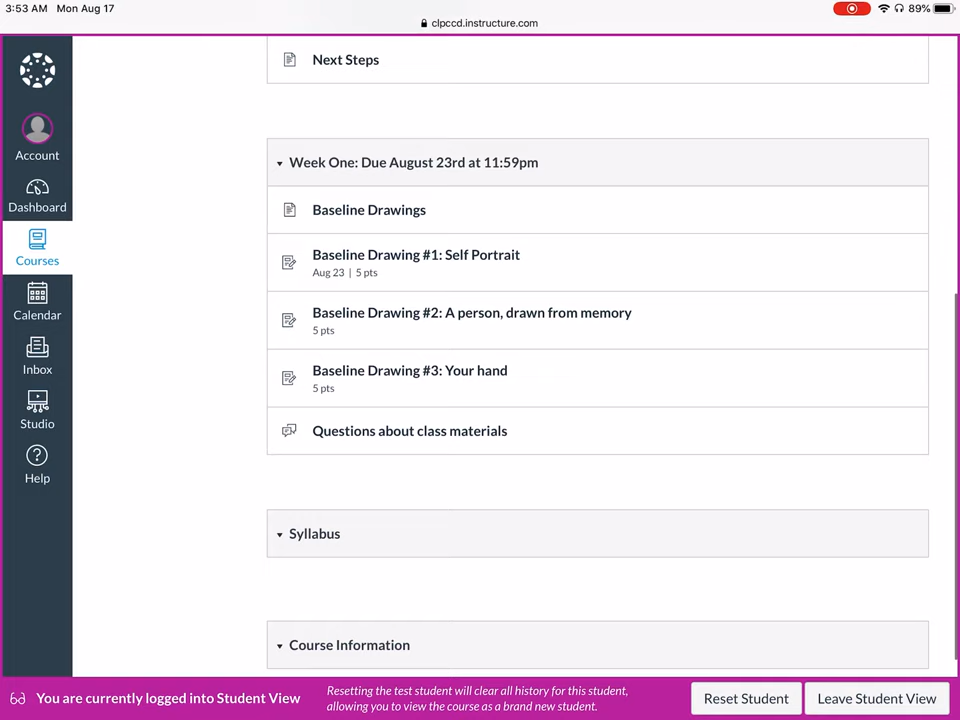 3:53 AM Mon Aug 17
89%
clpccd.instructure.com
Account
Dashboard
Courses
Calendar
Inbox
Studio
Help
Next Steps
Week One: Due August 23rd at 11:59pm
Baseline Drawings
Baseline Drawing #1: Self Portrait
Aug 23 | 5 pts
Baseline Drawing #2: A person, drawn from memory
5 pts
Baseline Drawing #3: Your hand
5 pts
Questions about class materials
Syllabus
Course Information
You are currently logged into Student View
Resetting the test student will clear all history for this student,
allowing you to view the course as a brand new student.
Reset Student
Leave Student View